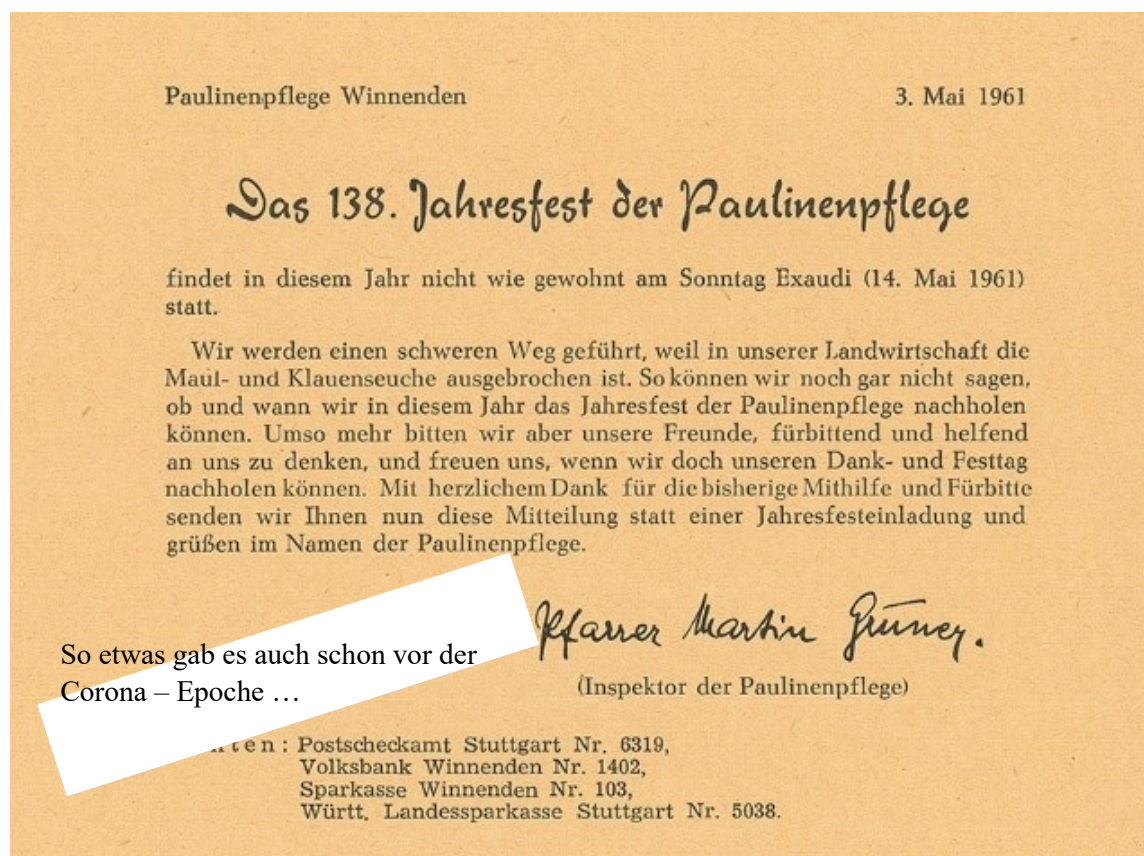 Paulinenpflege Winnenden 3. Mai 1961
Das 138. Jahresfest der Paulinenpflege
findet in diesem Jahr nicht wie gewohnt am Sonntag Exaudi (14. Mai 1961)
statt.
Wir werden einen schweren Weg geführt, weil in unserer Landwirtschaft die
Maul- und Klauenseuche ausgebrochen ist. So können wir noch gar nicht sagen,
ob und wann wir in diesem Jahr das Jahresfest der Paulinenpflege nachholen
können. Umso mehr bitten wir aber unsere Freunde, fürbittend und helfend
an uns zu denken, und freuen uns, wenn wir doch unseren Dank- und Festtag
nachholen können. Mit herzlichem Dank für die bisherige Mithilfe und Fürbitte
senden wir Ihnen nun diese Mitteilung statt einer Jahresfesteinladung und
grüßen im Namen der Paulinenpflege.
Pfarrer Martin
(Inspektor der Paulinenpflege)
So etwas gab es auch schon vor der
Corona – Epoche …
Postscheckamt Stuttgart Nr. 6319,
Volksbank Winnenden Nr. 1402,
Sparkasse Winnenden Nr. 103,
Württ. Landessparkasse Stuttgart Nr. 5038.